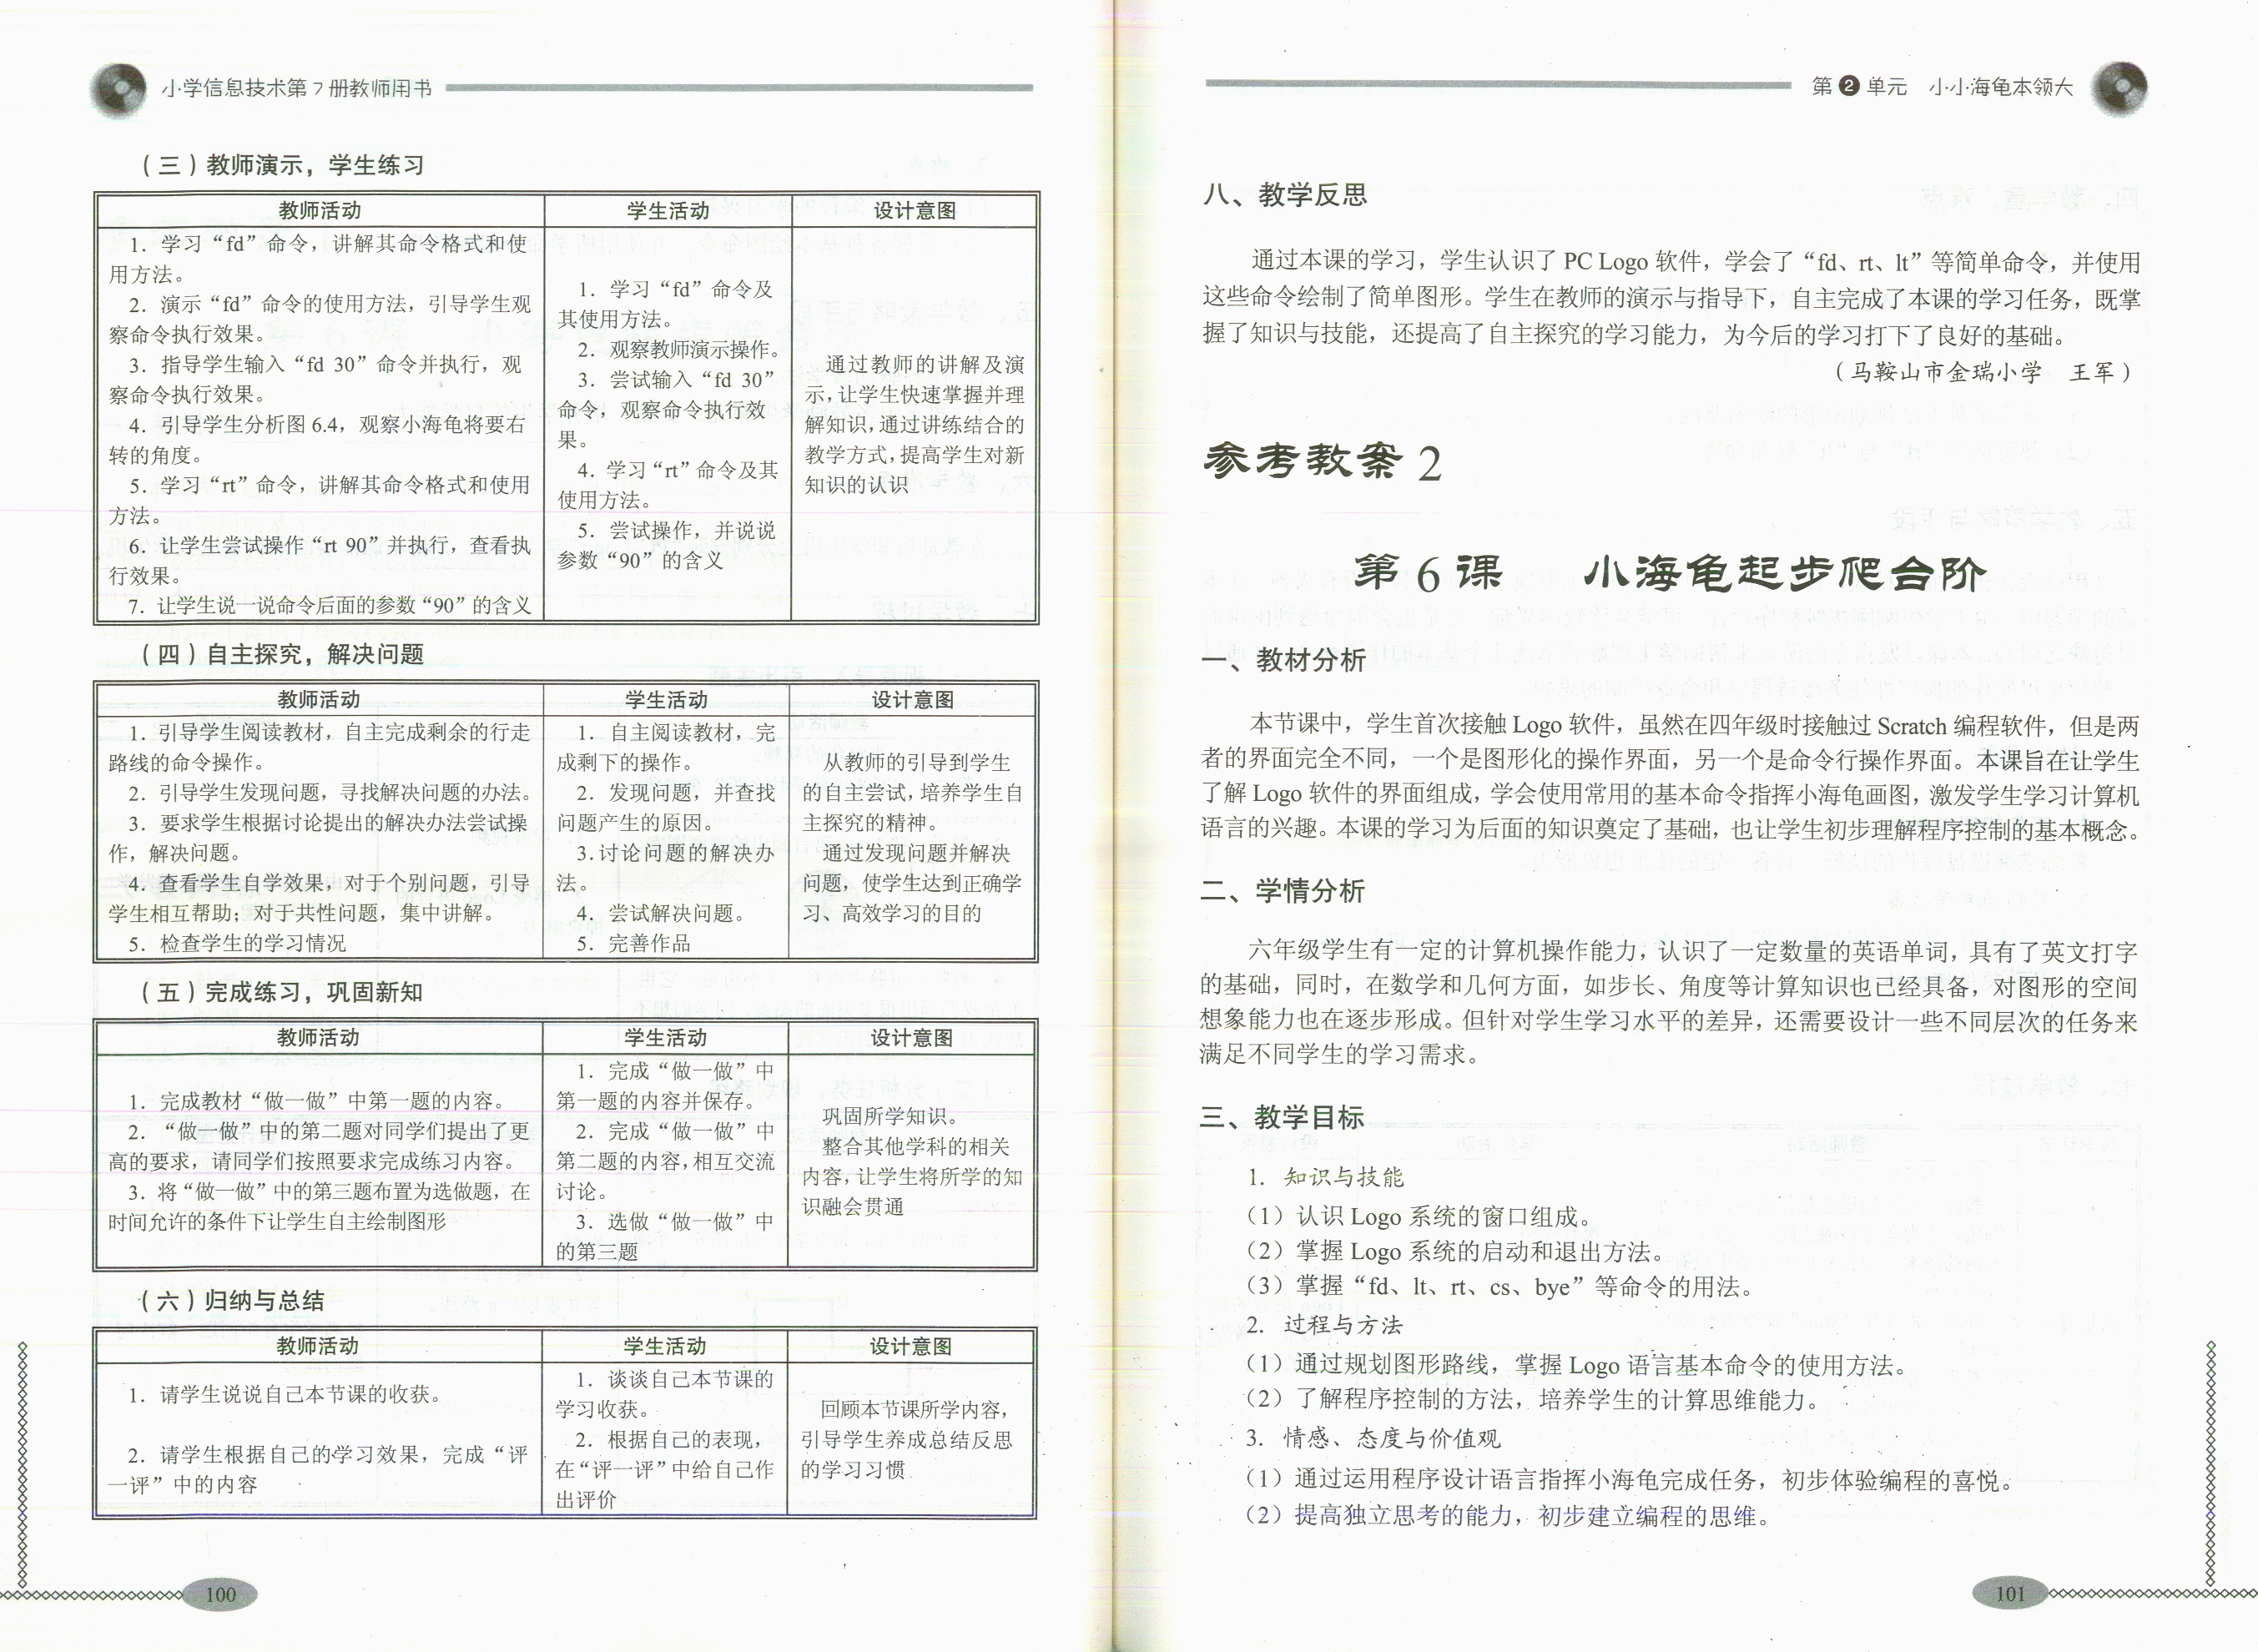 小学信息技术第 7 册教师用书
（三）教师演示，学生练习
教师活动
学生活动
设计意图
1．学习“fd”命令，讲解其命令格式和使
用方法。
2．演示“fd”命令的使用方法，引导学生观
察命令执行效果。
3．指导学生输入“fd 30”命令并执行，观
察命令执行效果。
4．引导学生分析图 6.4，观察小海龟将要右
转的角度。
5．学习“rt”命令，讲解其命令格式和使用
方法。
6．让学生尝试操作“rt 90”并执行，查看执
行效果。
7．让学生说一说命令后面的参数“90”的含义
1．学习“fd”命令及
其使用方法。
2．观察教师演示操作。
3．尝试输入“fd 30”
命令，观察命令执行效
果。
4．学习“rt”命令及其
使用方法。
5．尝试操作，并说说
参数“90”的含义
通过教师的讲解及演
示，让学生快速掌握并理
解知识，通过讲练结合的
教学方式，提高学生对新
知识的认识
（四）自主探究，解决问题
教师活动
学生活动
设计意图
1．引导学生阅读教材，自主完成剩余的行走
路线的命令操作。
2．引导学生发现问题，寻找解决问题的办法。
3．要求学生根据讨论提出的解决办法尝试操
作，解决问题。
4．查看学生自学效果，对于个别问题，引导
学生相互帮助；对于共性问题，集中讲解。
5．检查学生的学习情况
1．自主阅读教材，完
成剩下的操作。
2．发现问题，并查找
问题产生的原因。
3．讨论问题的解决办
法。
4．尝试解决问题。
5．完善作品
从教师的引导到学生
的自主尝试，培养学生自
主探究的精神。
通过发现问题并解决
问题，使学生达到正确学
习、高效学习的目的
（五）完成练习，巩固新知
教师活动
学生活动
设计意图
1．完成教材“做一做”中第一题的内容。
2．“做一做”中的第二题对同学们提出了更
高的要求，请同学们按照要求完成练习内容。
3．将“做一做”中的第三题布置为选做题，在
时间允许的条件下让学生自主绘制图形
1．完成“做一做”中
第一题的内容并保存。
2．完成“做一做”中
第二题的内容，相互交流
讨论。
3．选做“做一做”中
的第三题
巩固所学知识。
整合其他学科的相关
内容，让学生将所学的知
识融会贯通
（六）归纳与总结
教师活动
学生活动
设计意图
1．请学生说说自己本节课的收获。
2．请学生根据自己的学习效果，完成“评
一评”中的内容
1．谈谈自己本节课的
学习收获。
2．根据自己的表现，
在“评一评”中给自己作
出评价
回顾本节课所学内容，
引导学生养成总结反思
的学习习惯
100
第 2 单元 小小海龟本领大
八、教学反思
通过本课的学习，学生认识了 PC Logo 软件，学会了“fd、rt、lt”等简单命令，并使用
这些命令绘制了简单图形。学生在教师的演示与指导下，自主完成了本课的学习任务，既掌
握了知识与技能，还提高了自主探究的学习能力，为今后的学习打下了良好的基础。
（马鞍山市金瑞小学 王军）
参考教案 2
第 6 课 小海龟起步爬台阶
一、教材分析
本节课中，学生首次接触 Logo 软件，虽然在四年级时接触过 Scratch 编程软件，但是两
者的界面完全不同，一个是图形化的操作界面，另一个是命令行操作界面。本课旨在让学生
了解 Logo 软件的界面组成，学会使用常用的基本命令指挥小海龟画图，激发学生学习计算机
语言的兴趣。本课的学习为后面的知识奠定了基础，也让学生初步理解程序控制的基本概念。
二、学情分析
六年级学生有一定的计算机操作能力，认识了一定数量的英语单词，具有了英文打字
的基础，同时，在数学和几何方面，如步长、角度等计算知识也已经具备，对图形的空间
想象能力也在逐步形成。但针对学生学习水平的差异，还需要设计一些不同层次的任务来
满足不同学生的学习需求。
三、教学目标
1. 知识与技能
（1）认识 Logo 系统的窗口组成。
（2）掌握 Logo 系统的启动和退出方法。
（3）掌握“fd、lt、rt、cs、bye”等命令的用法。
2. 过程与方法
（1）通过规划图形路线，掌握 Logo 语言基本命令的使用方法。
（2）了解程序控制的方法，培养学生的计算思维能力。
3. 情感、态度与价值观
（1）通过运用程序设计语言指挥小海龟完成任务，初步体验编程的喜悦。
（2）提高独立思考的能力，初步建立编程的思维。
101